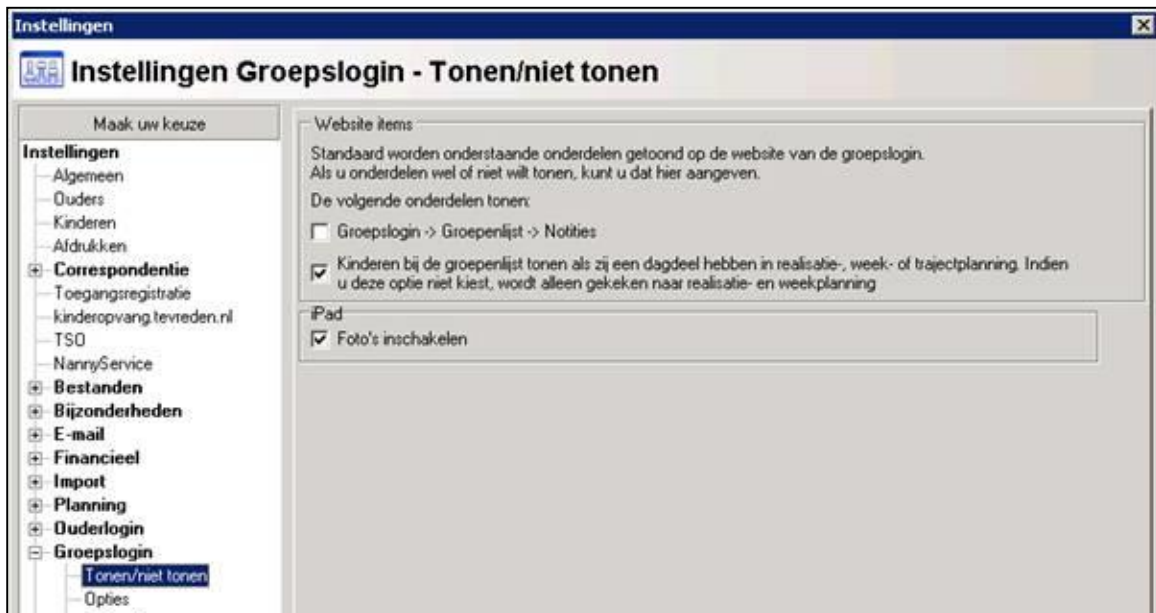 Instellingen
Instellingen Groepslogin - Tonen/niet tonen
Maak uw keuze
Instellingen
Algemeen
Ouders
Kinderen
Afdrukken
Correspondentie
Toegangsregistratie
kinderopvang.tevreden.nl
TSO
NannyService
Bestanden
Bijzonderheden
E-mail
Financieel
Import
Planning
Ouderlogin
Groepslogin
Tonen/niet tonen
Opties
Website items
Standaard worden onderstaande onderdelen getoond op de website van de groepslogin.
Als u onderdelen wel of niet wilt tonen, kunt u dat hier aangeven.
De volgende onderdelen tonen:
Groepslogin -> Groepenlijst -> Notities
Kinderen bij de groepenlijst tonen als zij een dagdeel hebben in realisatie-, week- of trajectplanning. Indien
u deze optie niet kiest, wordt alleen gekeken naar realisatie- en weekplanning
iPad
Foto's inschakelen